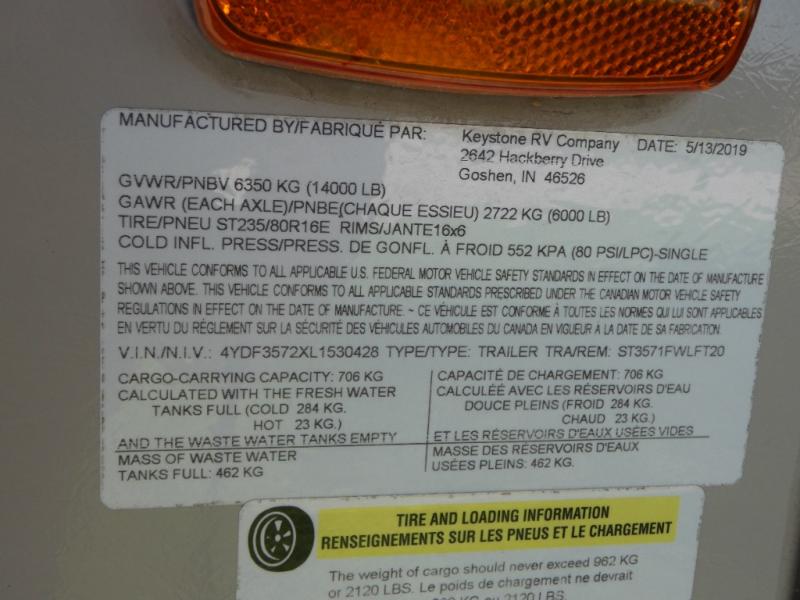 MANUFACTURED BY/FABRIQUÉ PAR: Keystone RV Company DATE: 5/13/2019
2642 Hackberry Drive
Goshen, IN 46526
GVWR/PNBV 6350 KG (14000 LB)
GAWR (EACH AXLE)/PNBE(CHAQUE ESSIEU) 2722 KG (6000 LB)
TIRE/PNEU ST235/80R16E RIMS/JANTE16x6
COLD INFL. PRESS/PRESS. DE GONFL. À FROID 552 KPA (80 PSI/LPC)-SINGLE
THIS VEHICLE CONFORMS TO ALL APPLICABLE U.S. FEDERAL MOTOR VEHICLE SAFETY STANDARDS IN EFFECT ON THE DATE OF MANUFACTURE
SHOWN ABOVE. THIS VEHICLE CONFORMS TO ALL APPLICABLE STANDARDS PRESCRIBED UNDER THE CANADIAN MOTOR VEHICLE SAFETY
REGULATIONS IN EFFECT ON THE DATE OF MANUFACTURE. ~ CE VÉHICULE EST CONFORME À TOUTES LES NORMES QUI LUI SONT APPLICABLES
EN VERTU DU RÉGLEMENT SUR LA SÉCURITÉ DES VÉHICULES AUTOMOBILES DU CANADA EN VIGUEUR À LA DATE DE SA FABRICATION.
V.I.N./N.I.V.: 4YDF3572XL1530428 TYPE/TYPE: TRAILER TRA/REM: ST3571FWLFT20
CARGO-CARRYING CAPACITY: 706 KG
CALCULATED WITH THE FRESH WATER
TANKS FULL (COLD 284 KG.
HOT 23 KG.)
AND THE WASTE WATER TANKS EMPTY
MASS OF WASTE WATER
TANKS FULL: 462 KG
CAPACITÉ DE CHARGEMENT: 706 KG
CALCULÉE AVEC LES RÉSERVOIRS D'EAU
DOUCE PLEINS (FROID 284 KG.
CHAUD 23 KG.)
ET LES RÉSERVOIRS D'EAUX USÉES VIDES
MASSE DES RÉSERVOIRS D'EAUX
USÉES PLEINS: 462 KG.
TIRE AND LOADING INFORMATION
RENSEIGNEMENTS SUR LES PNEUS ET LE CHARGEMENT
The weight of cargo should never exceed 962 KG
or 2120 LBS. Le poids de chargement ne devrait
KG ou 2120 LBS.